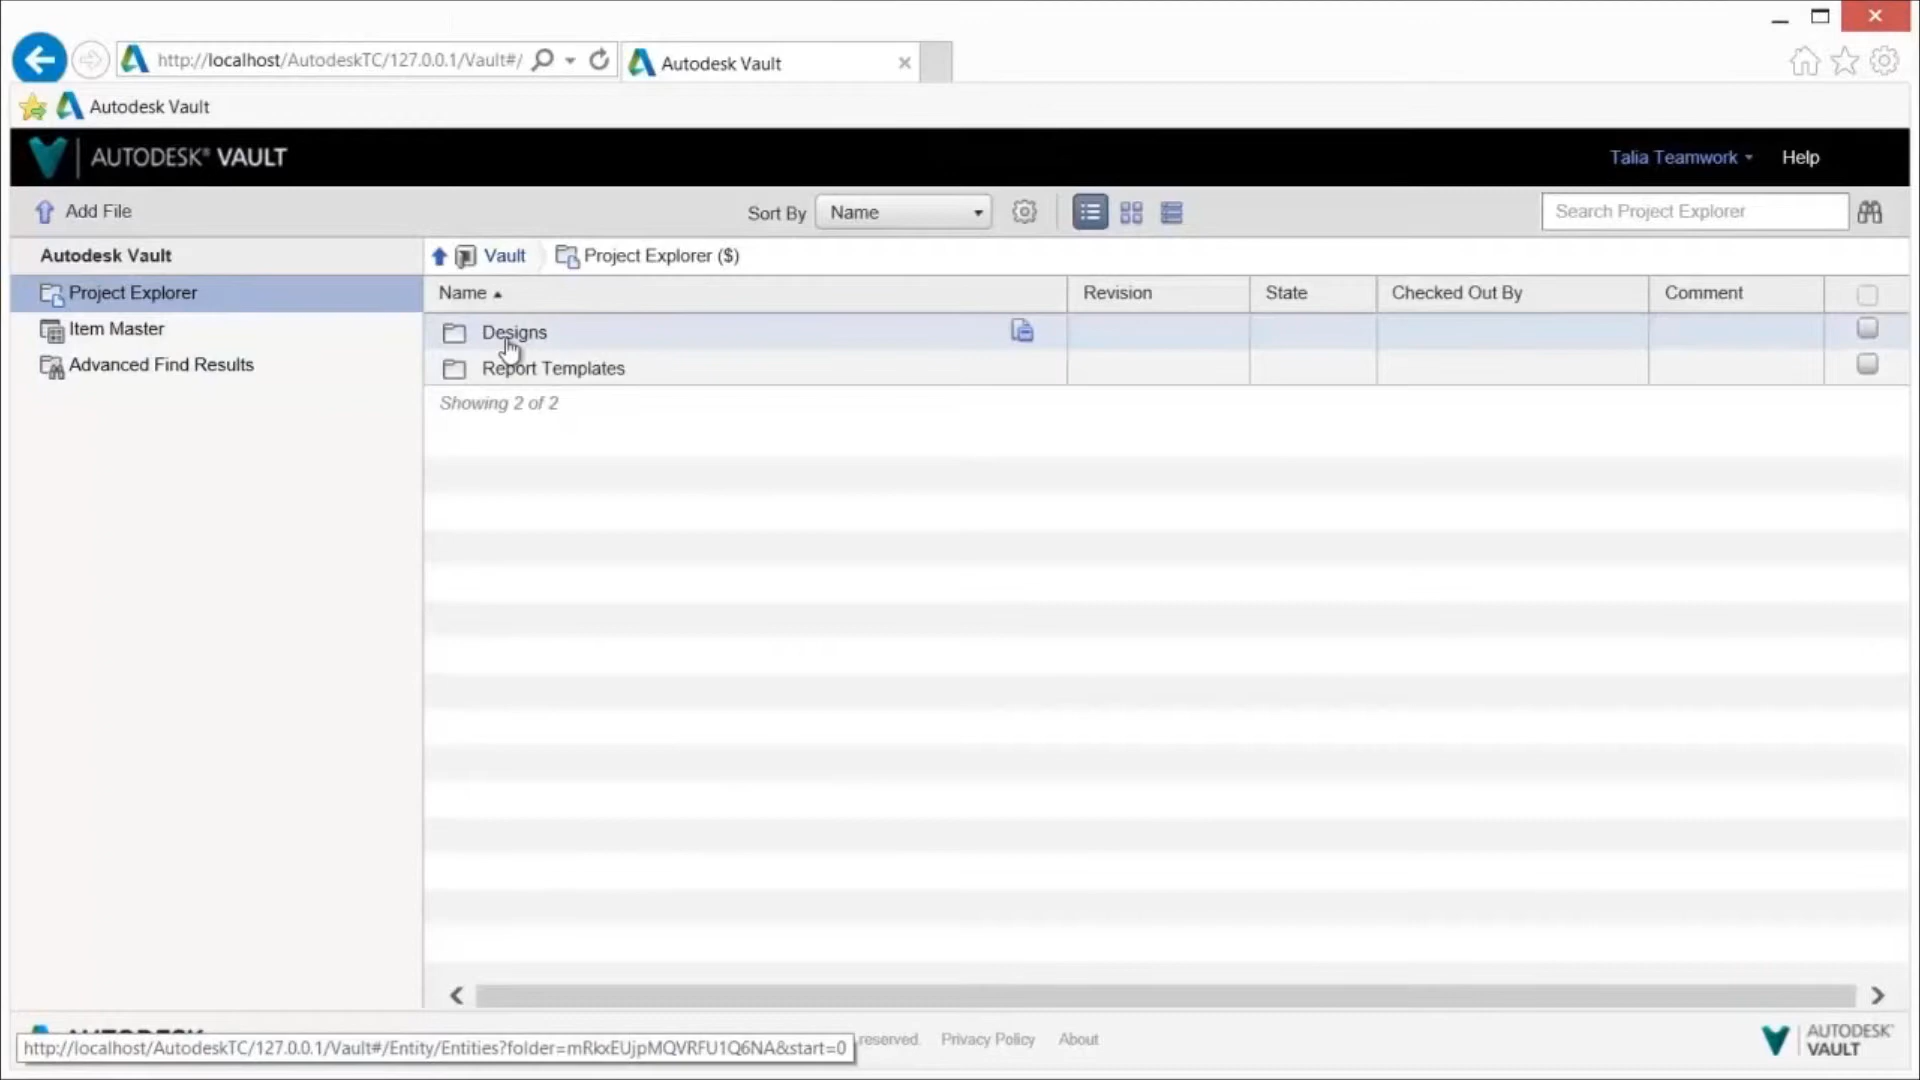 http://localhost/AutodeskTC/127.0.0.1/Vault#/
Autodesk Vault
Autodesk Vault
AUTODESK® VAULT
Talia Teamwork
Help
Add File
Sort By
Name
Search Project Explorer
Autodesk Vault
Project Explorer
Item Master
Advanced Find Results
Vault
Project Explorer ($)
Name
Revision
State
Checked Out By
Comment
Designs
Report Templates
Showing 2 of 2
reserved.
Privacy Policy
About
http://localhost/AutodeskTC/127.0.0.1/Vault#/Entity/Entities?folder=mRkxEUjpMQVRFU1Q6NA&start=0
AUTODESK®
VAULT